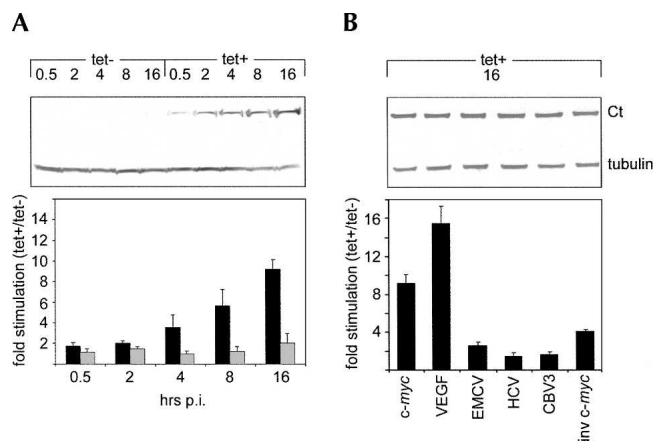 A
tet- tet+
0.5 2 4 8 16 0.5 2 4 8 16
fold stimulation (tet+/tet-)
14
12
10
8
6
4
2
0.5 2 4 8 16
hrs p.i.
B
tet+
16
Ct
tubulin
fold stimulation (tet+/tet-)
16
12
8
4
c-myc VEGF EMCV HCV CBV3 inv c-myc